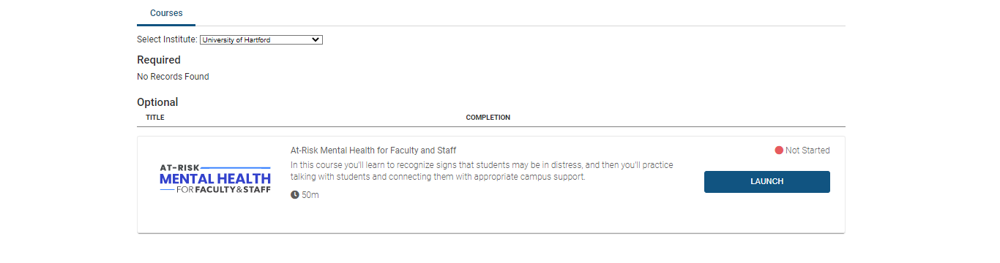 Courses
Select Institute: University of Hartford
Required
No Records Found
Optional
TITLE COMPLETION
AT-RISK
MENTAL HEALTH
FOR FACULTY & STAFF
At-Risk Mental Health for Faculty and Staff
In this course you'll learn to recognize signs that students may be in distress, and then you'll practice
talking with students and connecting them with appropriate campus support.
50m
Not Started
LAUNCH